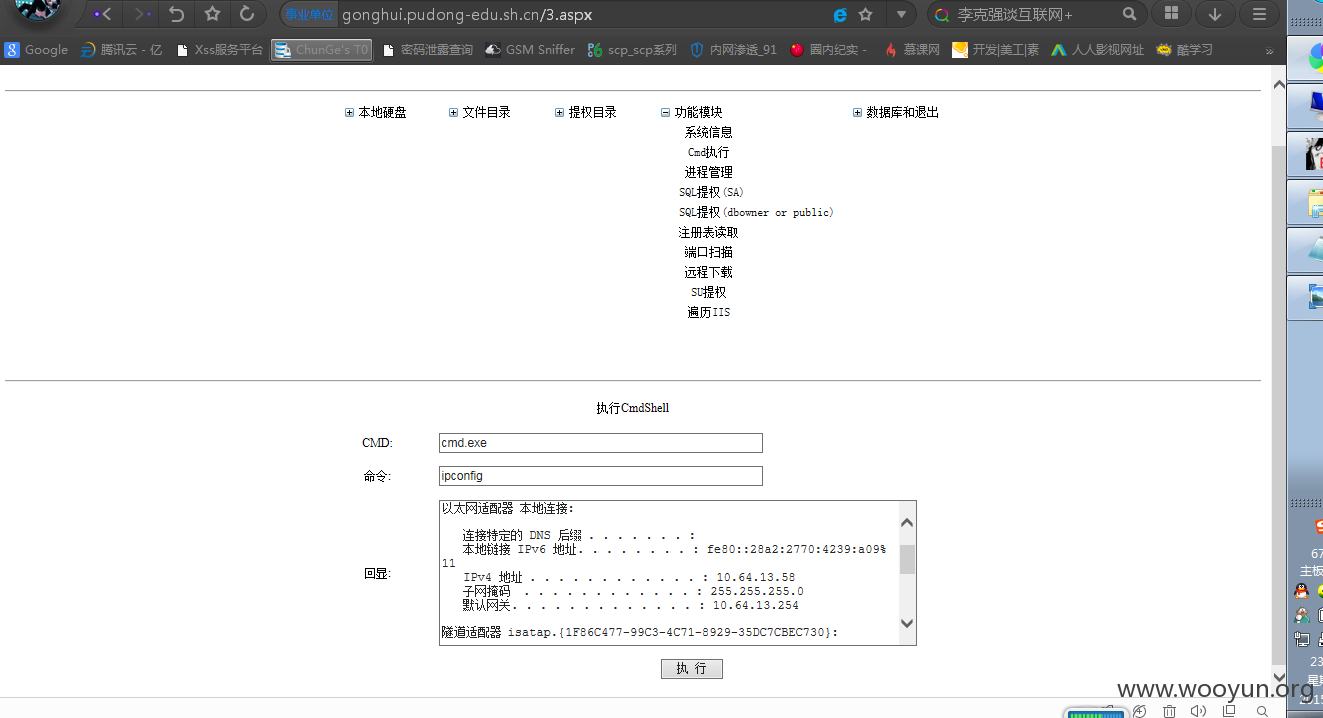 事业单位 gonghui.pudong-edu.sh.cn/3.aspx 李克强谈互联网+
Google 腾讯云 - 亿 Xss服务平台 ChunGe's T0 密码泄露查询 GSM Sniffer scp_scp系列 内网渗透_91 圈内纪实 - 慕课网 开发|美工|素 人人影视网址 酷学习 »
本地硬盘 文件目录 提权目录 功能模块 数据库和退出
系统信息
Cmd执行
进程管理
SQL提权(SA)
SQL提权(dbowner or public)
注册表读取
端口扫描
远程下载
SU提权
遍历IIS
执行CmdShell
CMD: cmd.exe
命令: ipconfig
回显:
以太网适配器 本地连接:
连接特定的 DNS 后缀 . . . . . . . :
本地链接 IPv6 地址. . . . . . . . : fe80::28a2:2770:4239:a09%
11
IPv4 地址 . . . . . . . . . . . . : 10.64.13.58
子网掩码 . . . . . . . . . . . . : 255.255.255.0
默认网关. . . . . . . . . . . . . : 10.64.13.254
隧道适配器 isatap.{1F86C477-99C3-4C71-8929-35DC7CBEC730}:
执 行
67
主板
23
www.wooyun.org